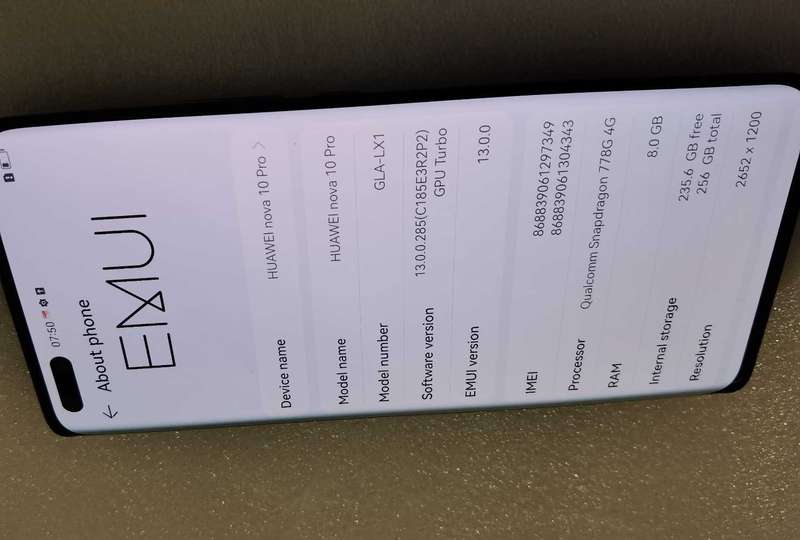 07:50
About phone
EMUI
Device name HUAWEI nova 10 Pro >
Model name HUAWEI nova 10 Pro
Model number GLA-LX1
Software version 13.0.0.285(C185E3R2P2)
GPU Turbo
EMUI version 13.0.0
IMEI 868839061297349
868839061304343
Processor Qualcomm Snapdragon 778G 4G
RAM 8.0 GB
Internal storage 235.6 GB free
256 GB total
Resolution 2652 x 1200